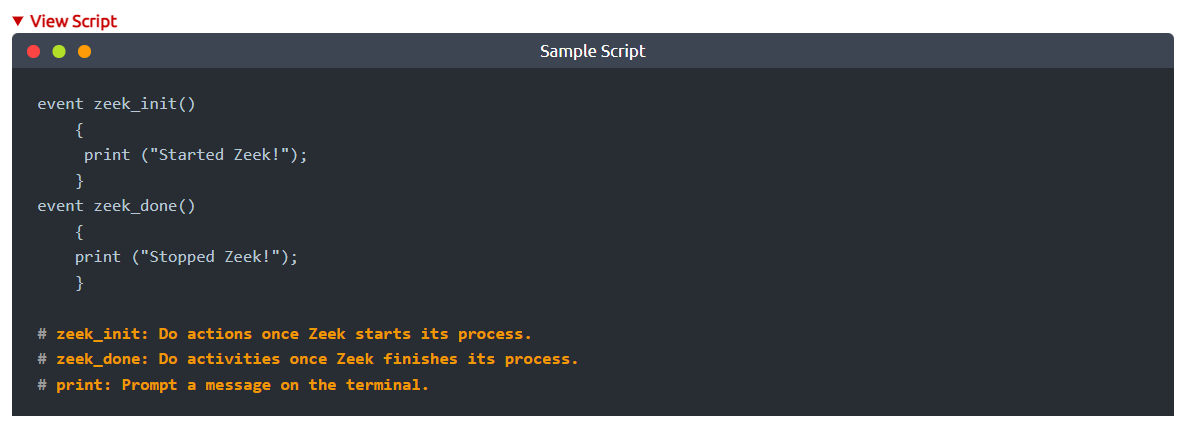 ▼ View Script
Sample Script
event zeek_init()
    {
     print ("Started Zeek!");
    }
event zeek_done()
    {
    print ("Stopped Zeek!");
    }
# zeek_init: Do actions once Zeek starts its process.
# zeek_done: Do activities once Zeek finishes its process.
# print: Prompt a message on the terminal.